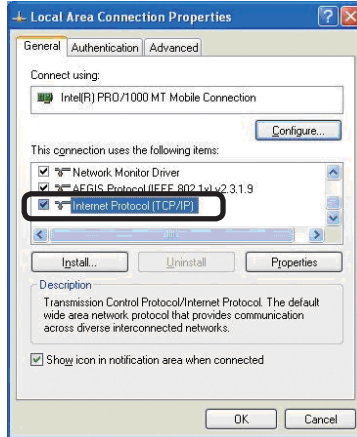 Local Area Connection Properties
General Authentication Advanced
Connect using:
Intel(R) PRO/1000 MT Mobile Connection
Configure...
This connection uses the following items:
Network Monitor Driver
AEGIS Protocol (IEEE 802.1x) v2.3.1.9
Internet Protocol (TCP/IP)
Install... Uninstall Properties
Description
Transmission Control Protocol/Internet Protocol. The default
wide area network protocol that provides communication
across diverse interconnected networks.
Show icon in notification area when connected
OK Cancel